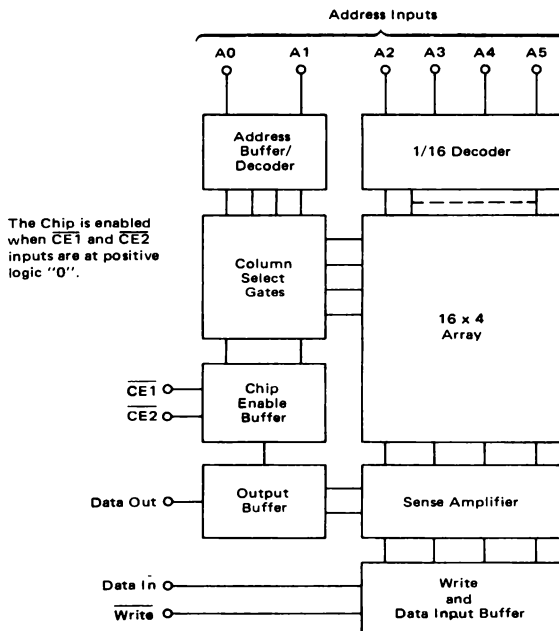 Address Inputs
A0 A1 A2 A3 A4 A5
Address
Buffer/
Decoder
1/16 Decoder
The Chip is enabled
when CE1 and CE2
inputs are at positive
logic "0".
Column
Select
Gates
16 x 4
Array
CE1
CE2
Chip
Enable
Buffer
Data Out
Output
Buffer
Sense Amplifier
Data In
Write
Write
and
Data Input Buffer